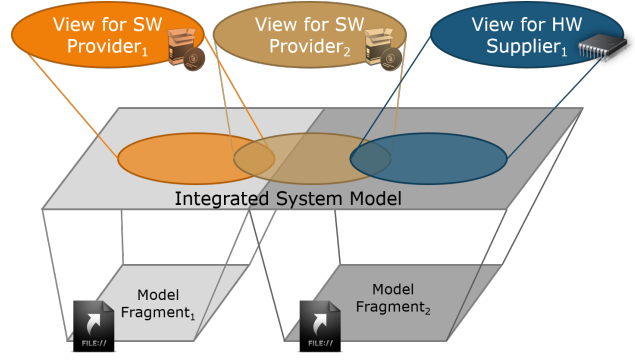 View for SW
Provider₁
View for SW
Provider₂
View for HW
Supplier₁
Integrated System Model
Model
Fragment₁
FILE://
Model
Fragment₂
FILE://